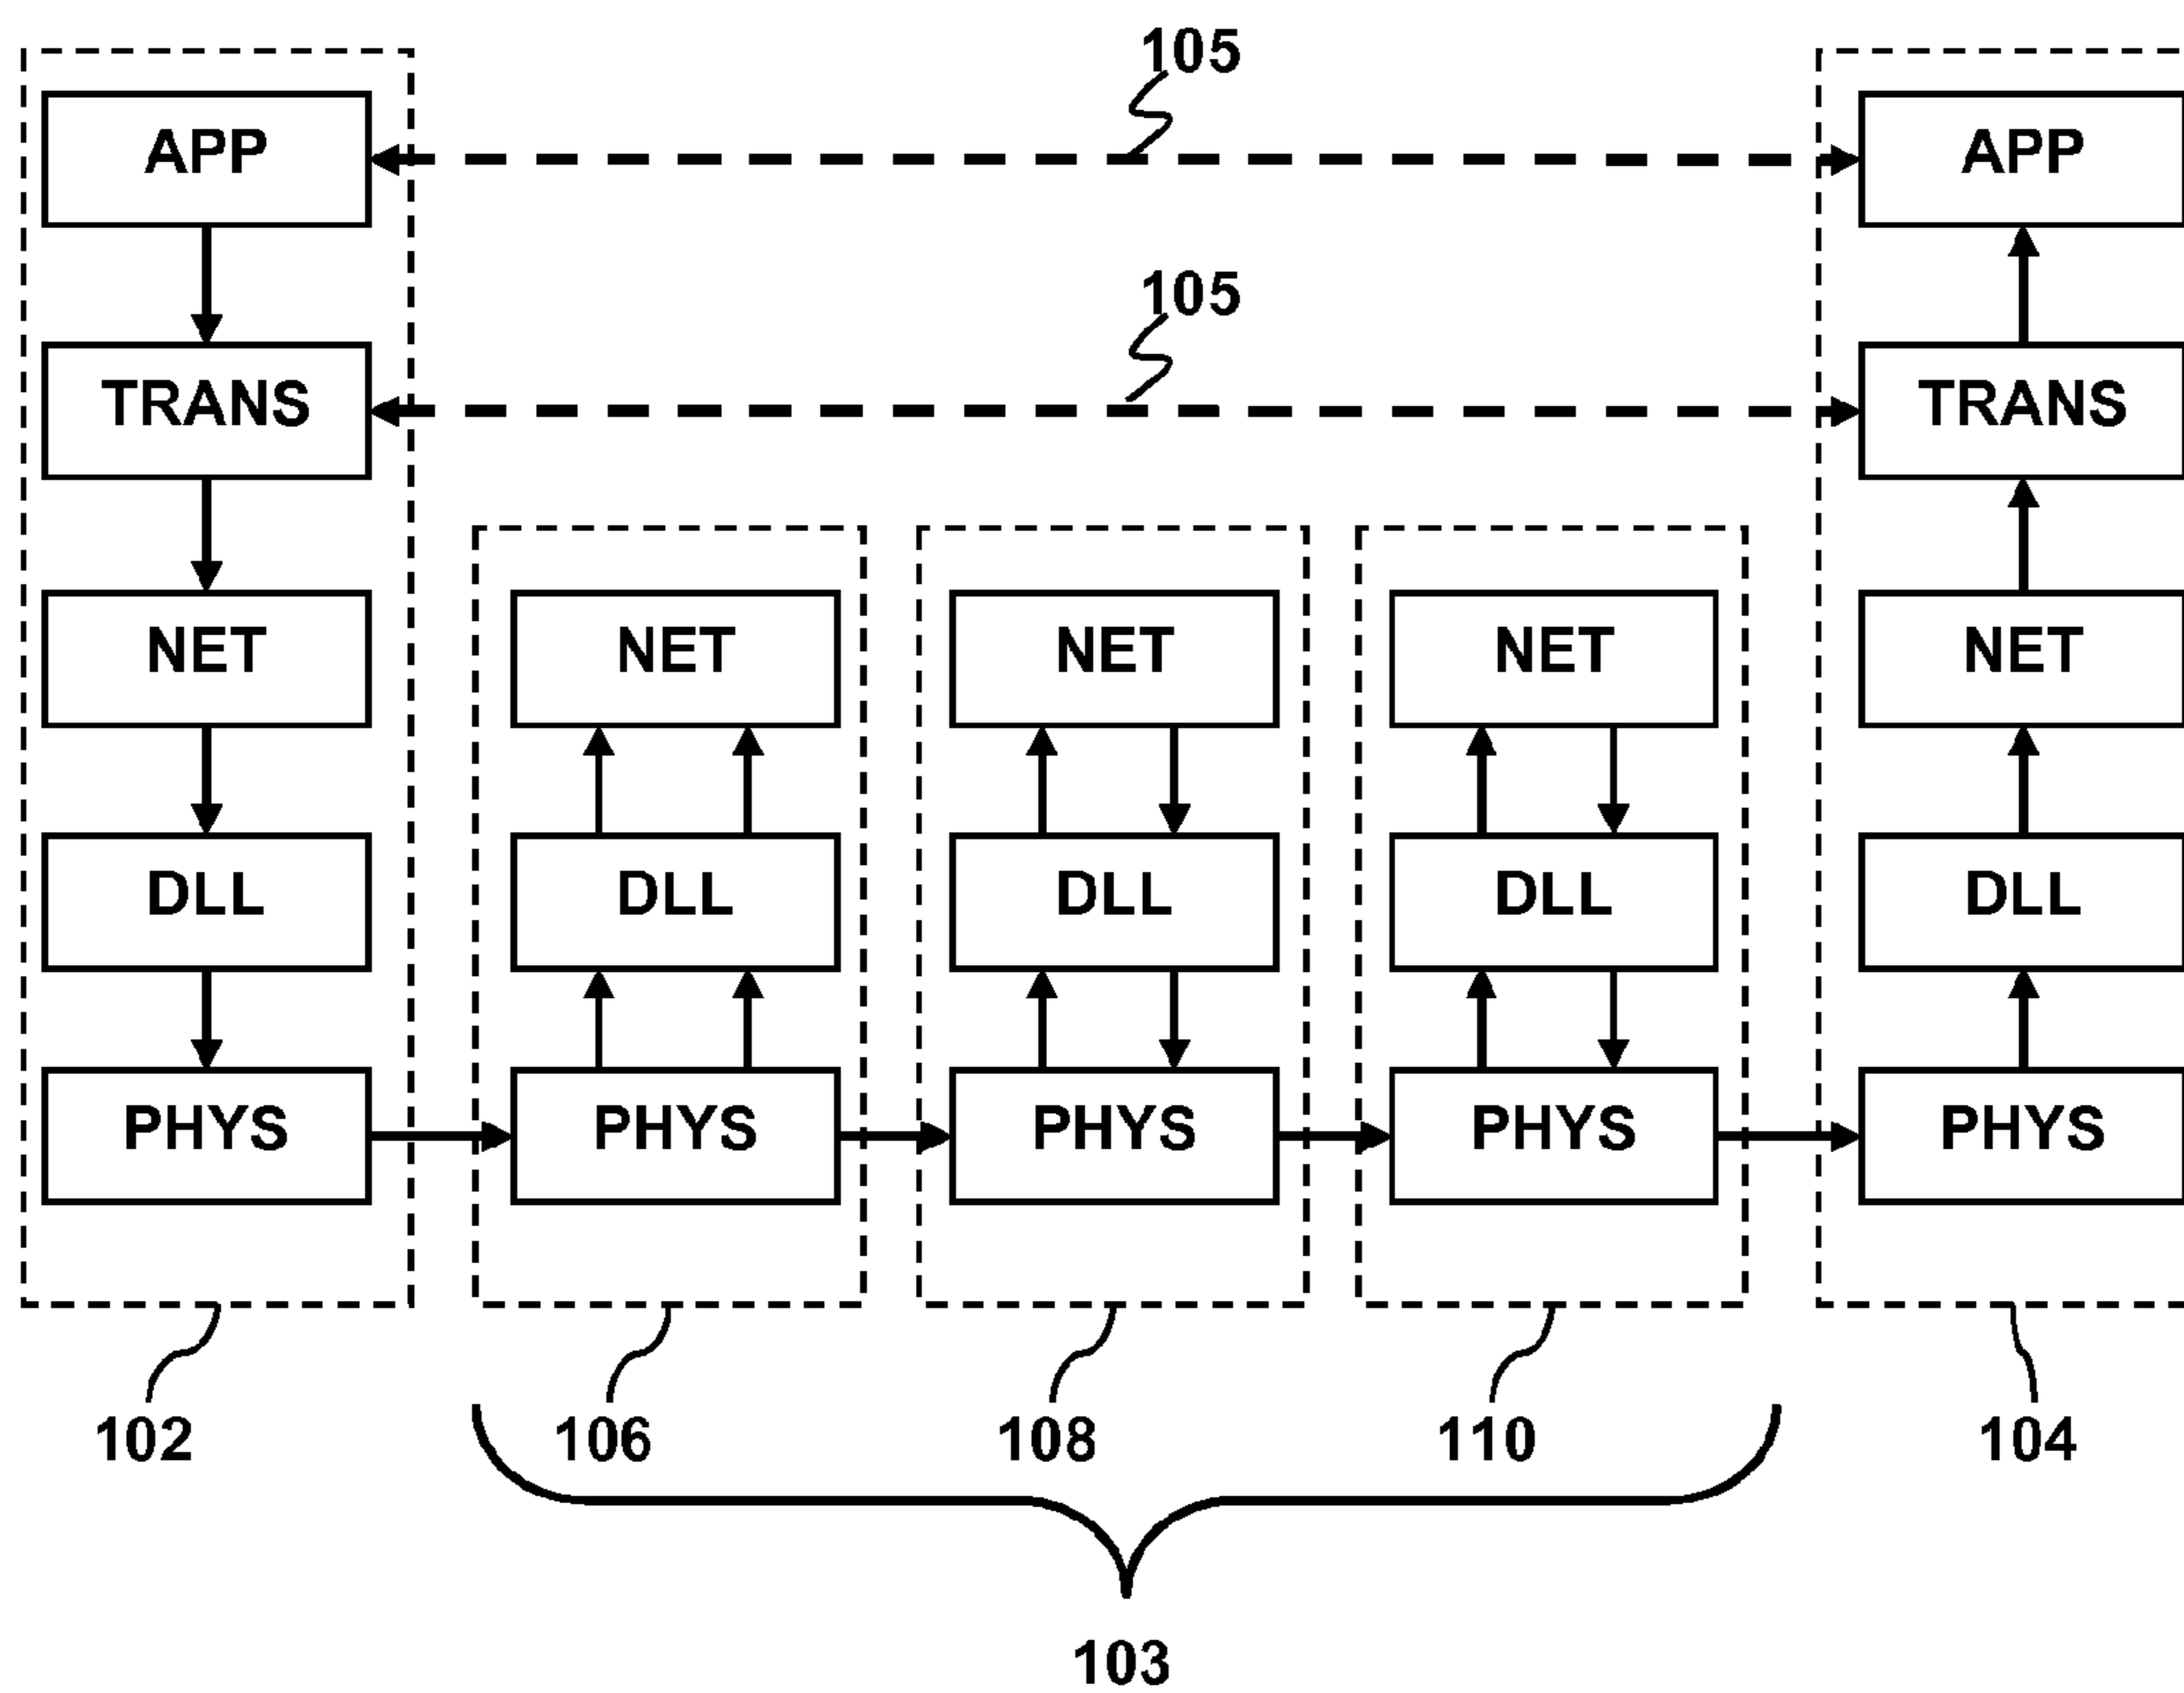 105
APP
APP
105
TRANS
TRANS
NET
NET
NET
NET
NET
DLL
DLL
DLL
DLL
DLL
PHYS
PHYS
PHYS
PHYS
PHYS
102
106
108
110
104
103